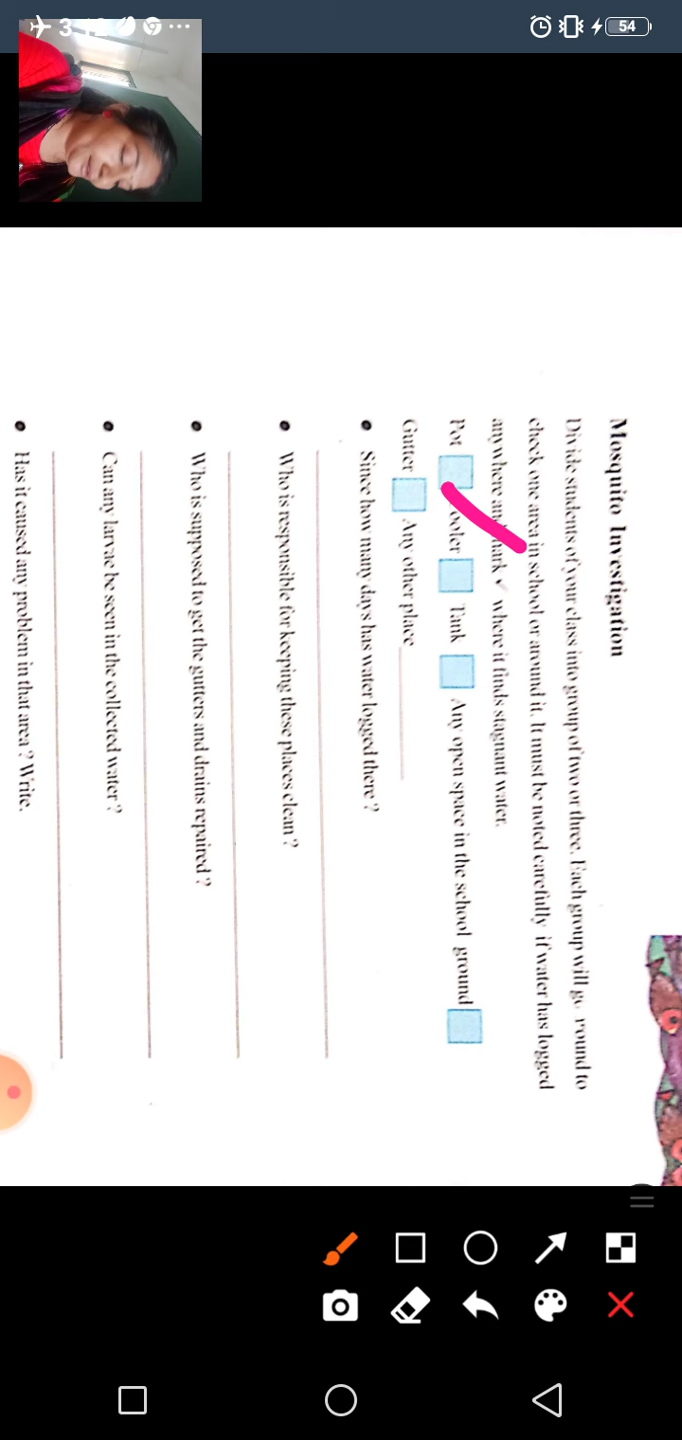 3:12
54
Mosquito Investigation
Divide students of your class into group of two or three. Each group will go round to
check one area in school or around it. It must be noted carefully if water has logged
anywhere and mark ✓ where it finds stagnant water.
Pot ooler Tank Any open space in the school ground
Gutter Any other place
• Since how many days has water logged there ?
• Who is responsible for keeping these places clean ?
• Who is supposed to get the gutters and drains repaired ?
• Can any larvae be seen in the collected water ?
• Has it caused any problem in that area ? Write.